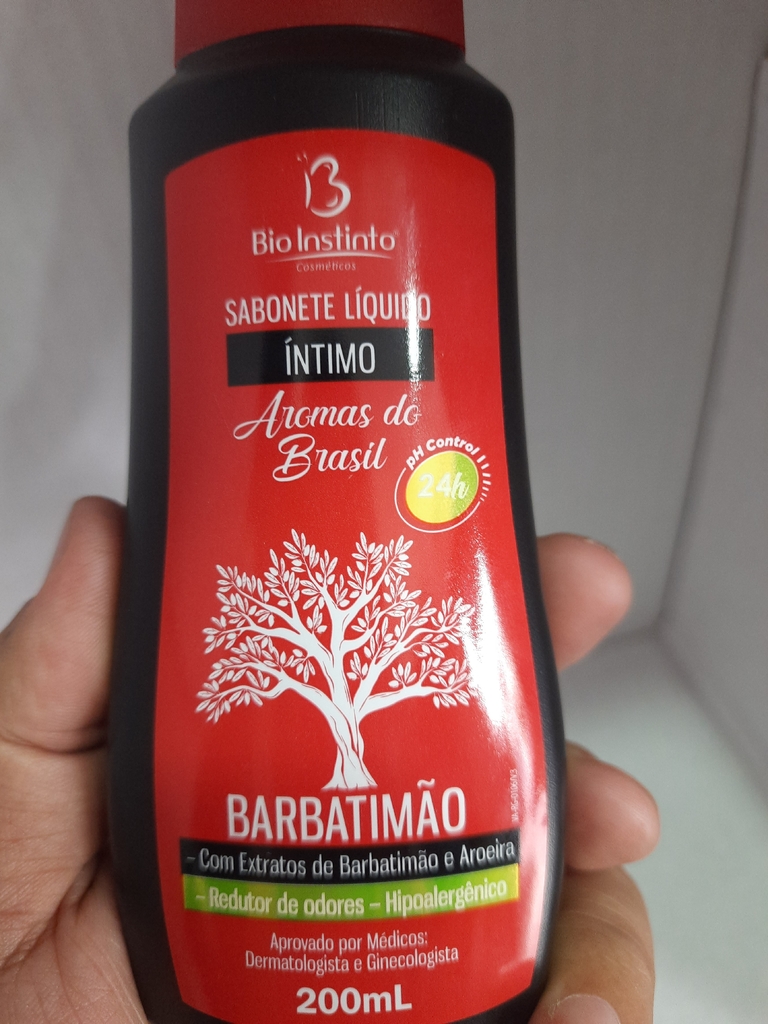 Bio Instinto
Cosméticos
SABONETE LÍQUIDO
ÍNTIMO
Aromas do
Brasil
pH Control
24h
BARBATIMÃO
- Com Extratos de Barbatimão e Aroeira
- Redutor de odores - Hipoalergênico
Aprovado por Médicos:
Dermatologista e Ginecologista
200mL